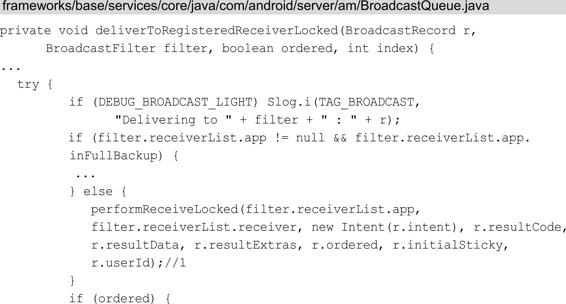 frameworks/base/services/core/java/com/android/server/am/BroadcastQueue.java
private void deliverToRegisteredReceiverLocked(BroadcastRecord r,
BroadcastFilter filter, boolean ordered, int index) {
...
try {
if (DEBUG_BROADCAST_LIGHT) Slog.i(TAG_BROADCAST,
"Delivering to " + filter + " : " + r);
if (filter.receiverList.app != null && filter.receiverList.app.
inFullBackup) {
...
} else {
performReceiveLocked(filter.receiverList.app,
filter.receiverList.receiver, new Intent(r.intent), r.resultCode,
r.resultData, r.resultExtras, r.ordered, r.initialSticky,
r.userId);//1
}
if (ordered) {